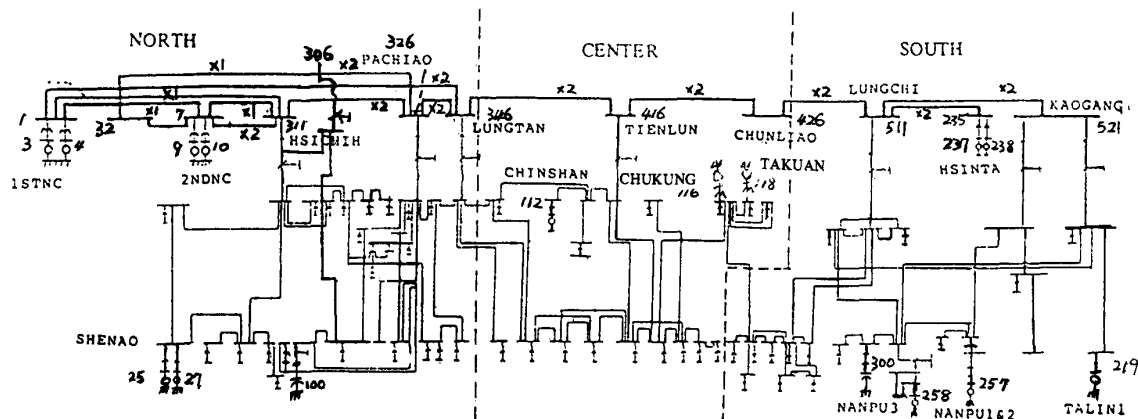 NORTH
CENTER
SOUTH
306
326
PACHIAO
x1
x2
1
x2
x1
x2
x2
x2
LUNGCHI
x2
KAOGANG
1
32
x1
7
x1
x2
311
x2
1
x2
346
LUNGTAN
416
TIENLUN
426
CHUNLIAO
511
x2
235
521
3
4
9
10
HSICHIH
237
238
HSINTA
1STNC
2NDNC
CHINSHAN
CHUKUNG
TAKUAN
112
116
118
SHENAO
25
27
100
300
258
257
219
NANPU3
NANPU1&2
TALIN1